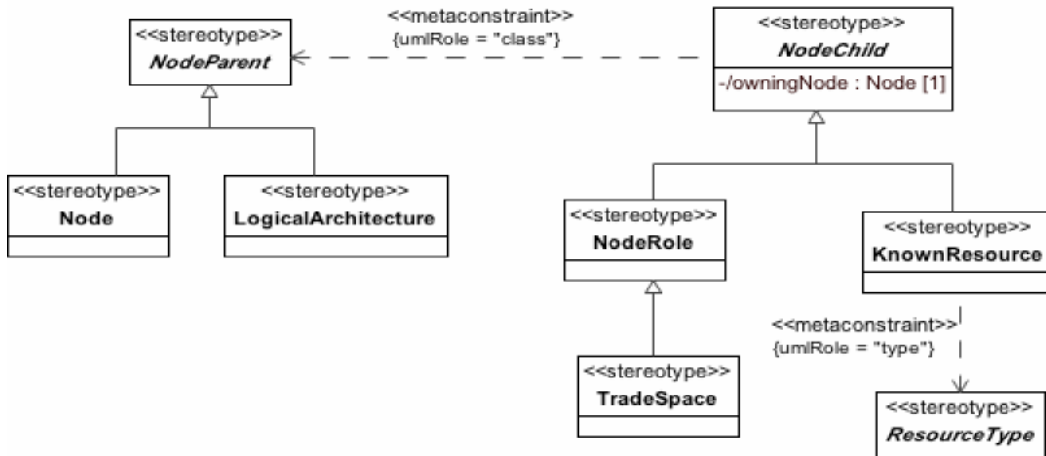 <<metaconstraint>>
{umlRole = "class"}
<<stereotype>>
NodeParent
<<stereotype>>
NodeChild
-/owningNode : Node [1]
<<stereotype>>
Node
<<stereotype>>
LogicalArchitecture
<<stereotype>>
NodeRole
<<stereotype>>
KnownResource
<<metaconstraint>>
{umlRole = "type"}
<<stereotype>>
TradeSpace
<<stereotype>>
ResourceType